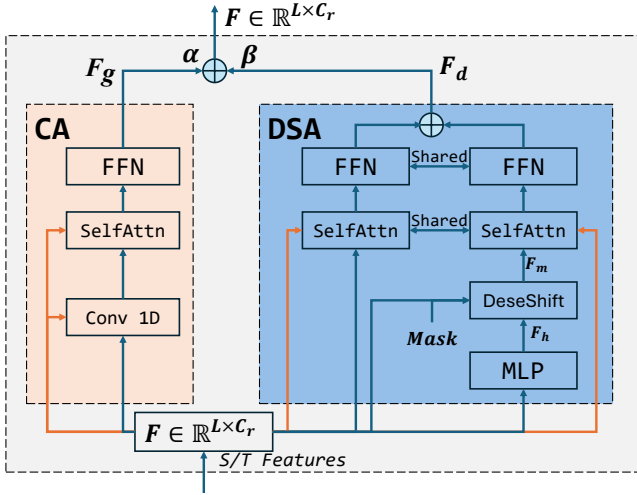 F ∈ ℝ^{L×C_r}
F_g α β F_d
CA DSA
FFN FFN Shared FFN
SelfAttn SelfAttn Shared SelfAttn
F_m
Conv 1D DeseShift
Mask F_h
MLP
F ∈ ℝ^{L×C_r}
S/T Features